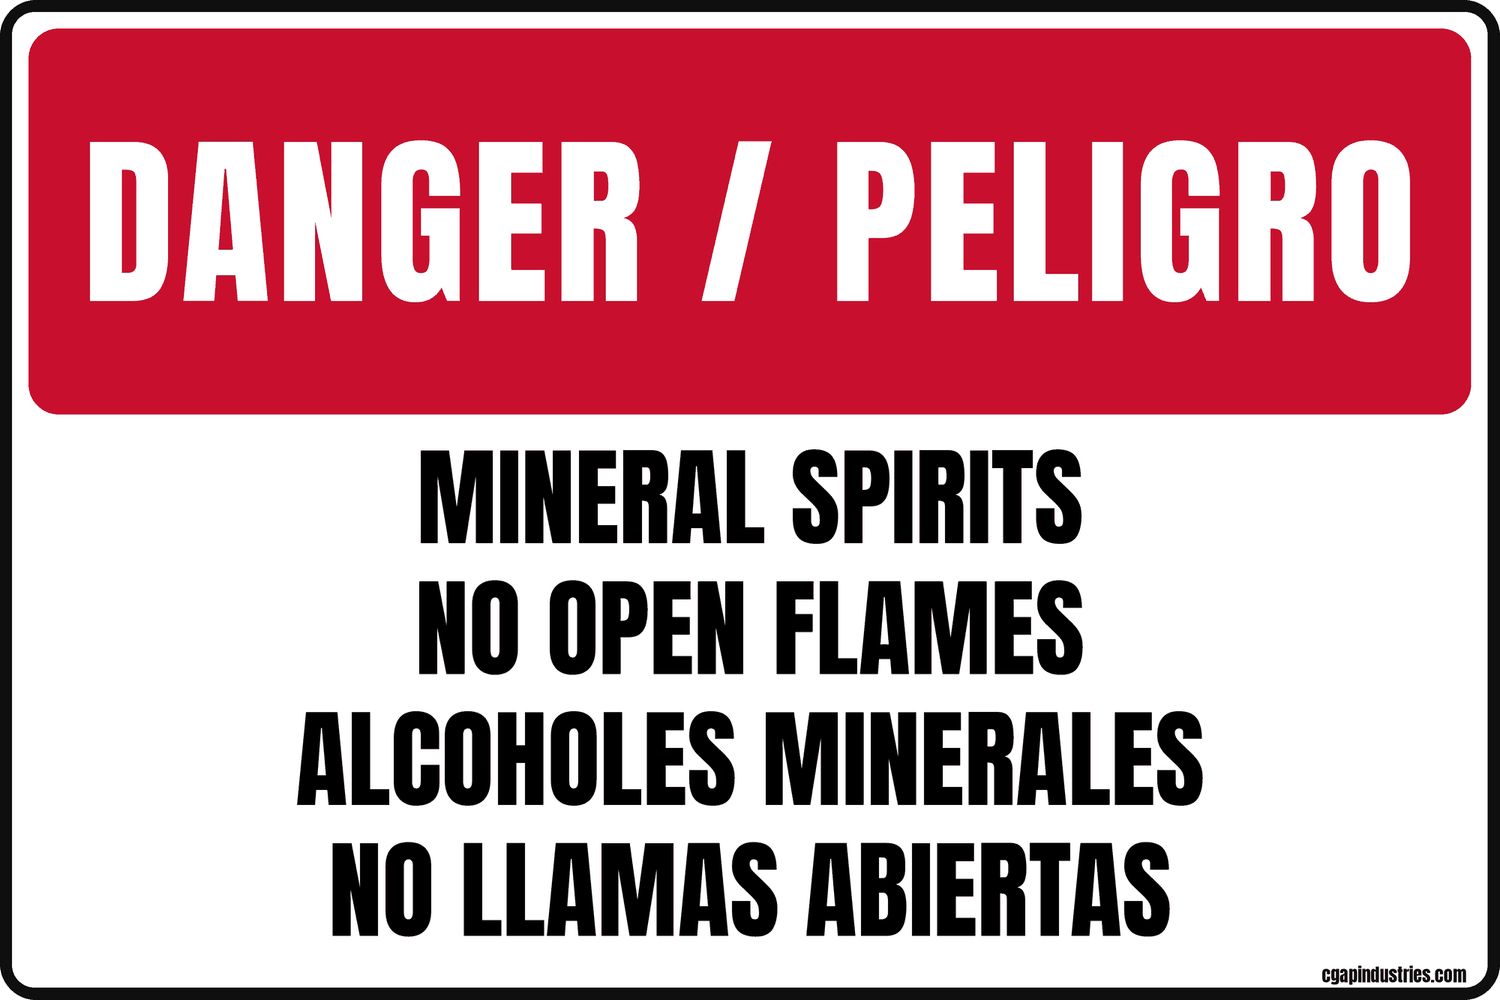 DANGER / PELIGRO
MINERAL SPIRITS
NO OPEN FLAMES
ALCOHOLES MINERALES
NO LLAMAS ABIERTAS
cgapindustries.com